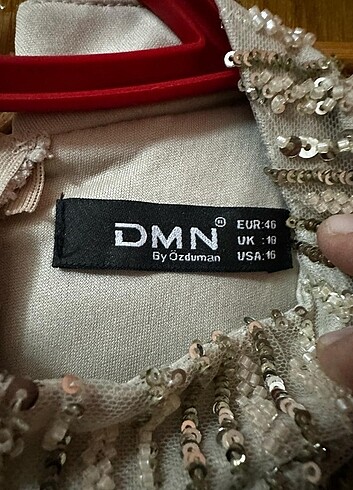 DMN®
By Özduman
EUR:46
UK :18
USA:16